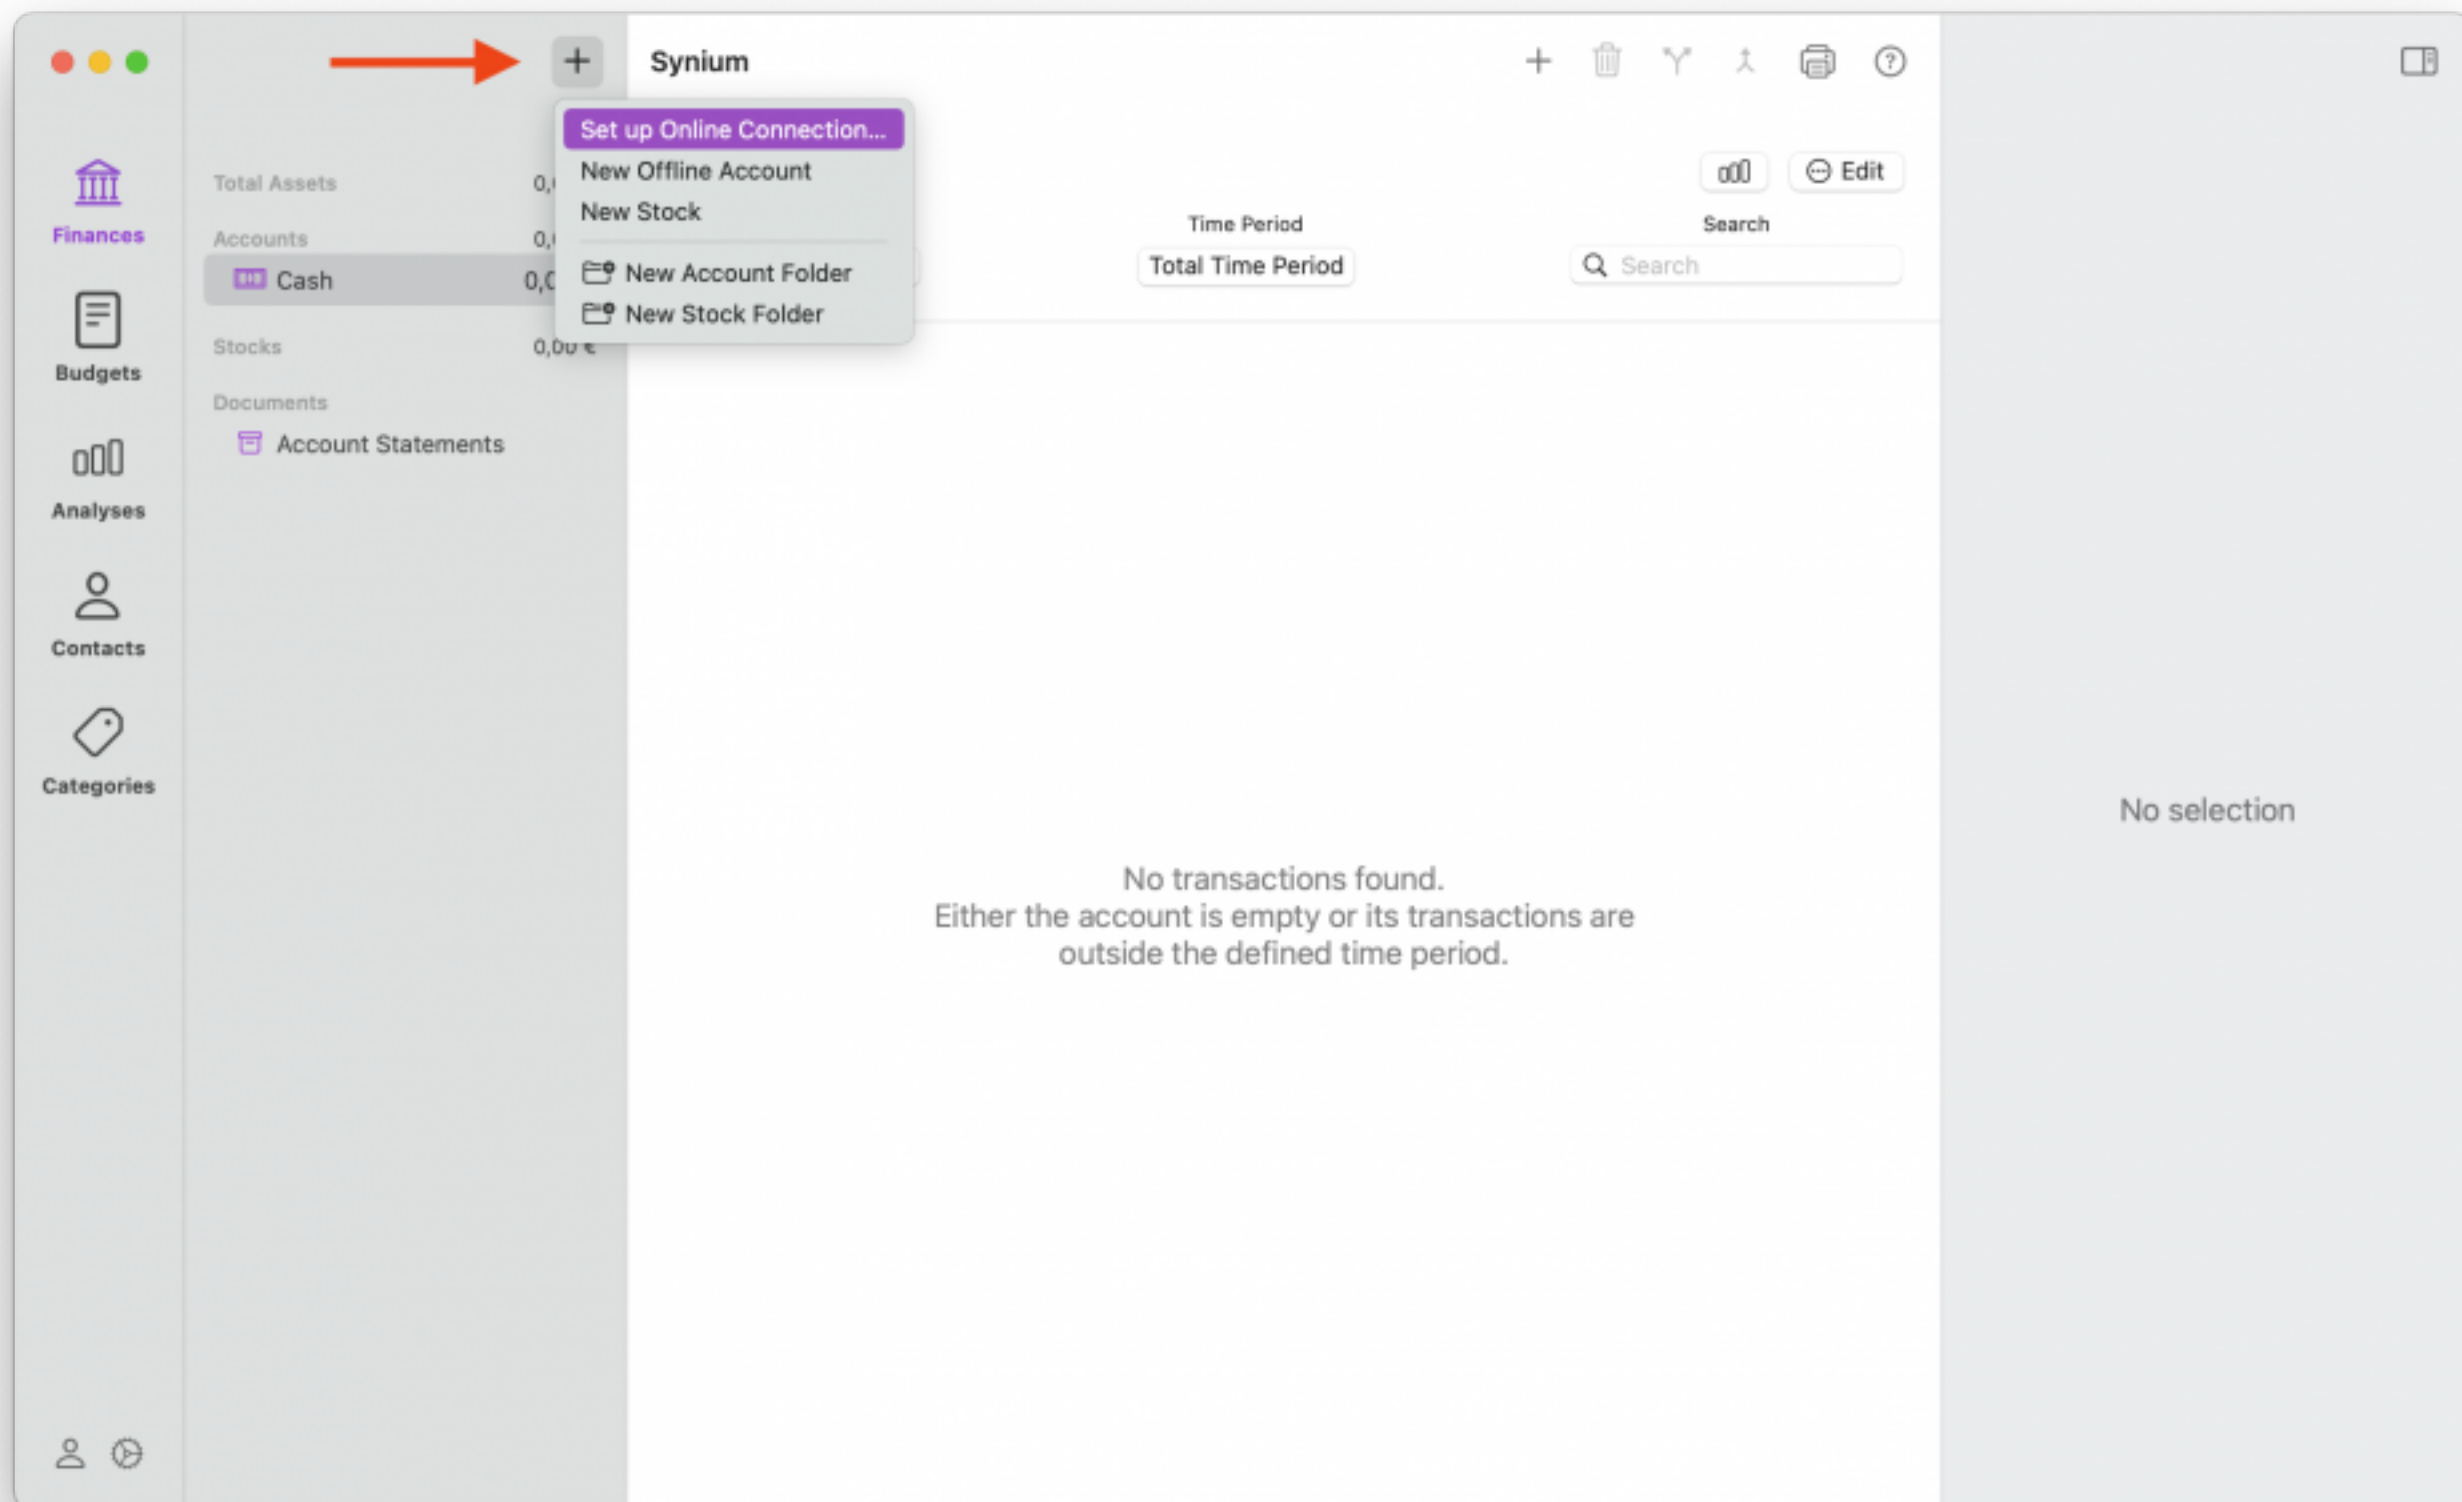 Synium
Set up Online Connection...
New Offline Account
New Stock
New Account Folder
New Stock Folder
Finances
Budgets
Analyses
Contacts
Categories
Total Assets
Accounts
Cash
Stocks 0,00 €
Documents
Account Statements
Edit
Time Period
Total Time Period
Search
Search
No transactions found.
Either the account is empty or its transactions are
outside the defined time period.
No selection